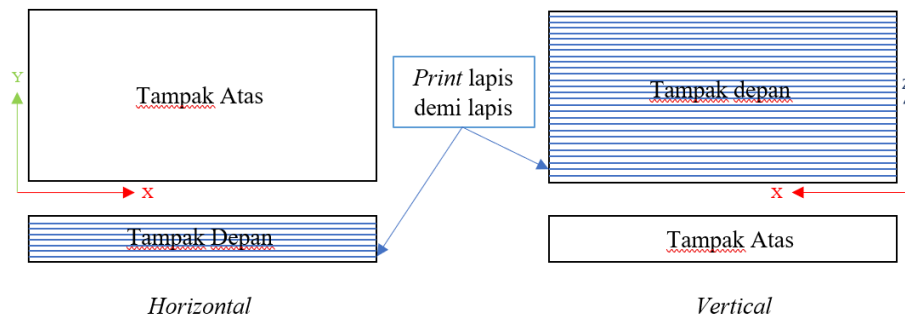 Y
Tampak Atas
X
Tampak Depan
Horizontal
Print lapis
demi lapis
Tampak depan
X
Tampak Atas
Vertical